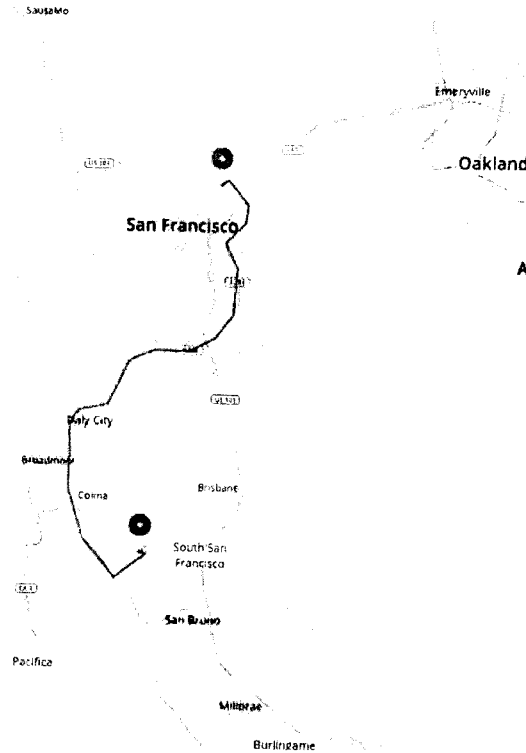 Sausalito
Emeryville
Oakland
San Francisco
A
Daly City
Broadmoor
Colma
Brisbane
South San
Francisco
San Bruno
Pacifica
Millbrae
Burlingame